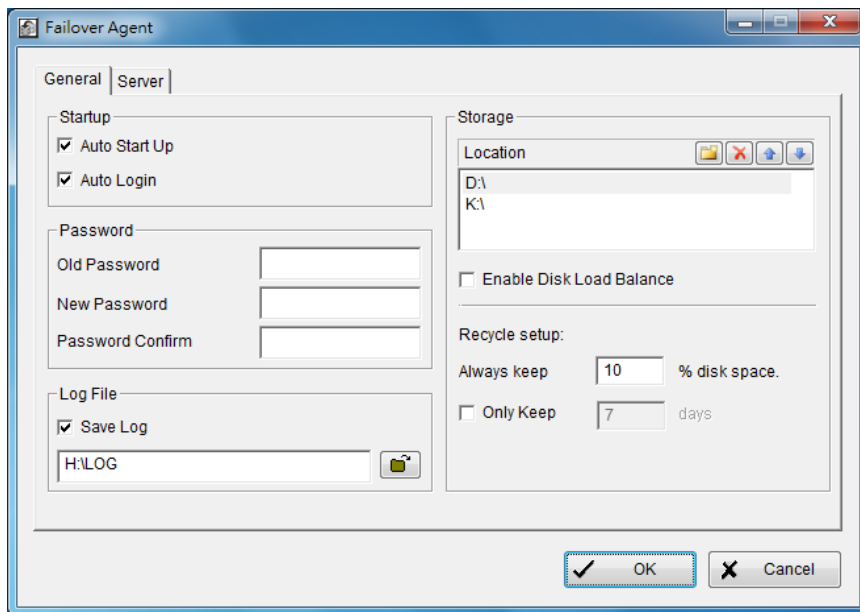 Failover Agent
General
Server
Startup
Auto Start Up
Auto Login
Password
Old Password
New Password
Password Confirm
Log File
Save Log
H:\LOG
Storage
Location
D:\
K:\
Enable Disk Load Balance
Recycle setup:
Always keep 10 % disk space.
Only Keep 7 days
OK
Cancel